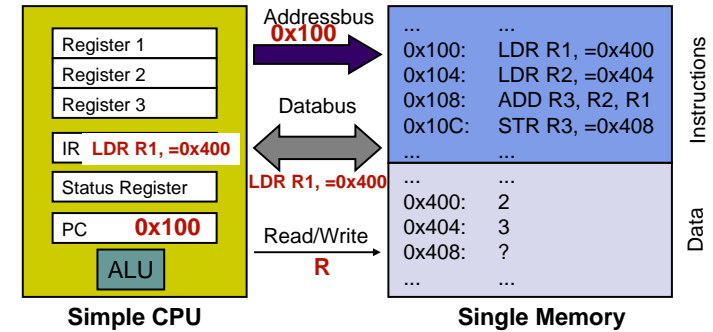 Register 1
Register 2
Register 3
IR LDR R1, =0x400
Status Register
PC 0x100
ALU
Simple CPU
Addressbus
0x100
Databus
LDR R1, =0x400
Read/Write
R
... ...
0x100: LDR R1, =0x400
0x104: LDR R2, =0x404
0x108: ADD R3, R2, R1
0x10C: STR R3, =0x408
... ...
... ...
0x400: 2
0x404: 3
0x408: ?
... ...
Single Memory
Instructions
Data